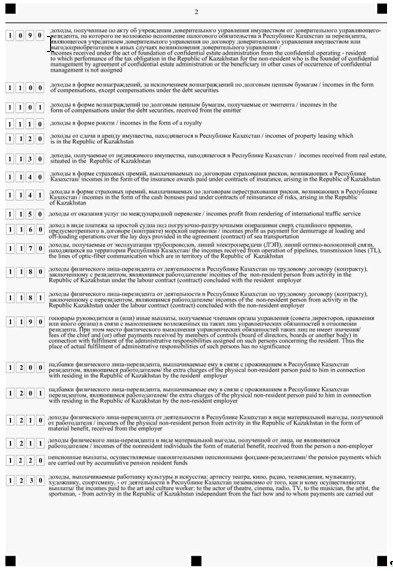 2
1 0 9 0 доходы, полученные по акту об учреждении доверительного управления имуществом от доверительного управляющего-
резидента, на которого не возложено исполнение налогового обязательства в Республике Казахстан за нерезидента,
являющегося учредителем доверительного управления по договору доверительного управления имуществом или
выгодоприобретателем в иных случаях возникновения доверительного управления /
incomes received under the act of foundation of confidential estate administration from the confidential operating - resident
to which performance of the tax obligation in the Republic of Kazakhstan for the non-resident who is the founder of confidential
management by agreement of confidential estate administration or the beneficiary in other cases of occurrence of confidential
management is not assigned
1 1 0 0 доходы в форме вознаграждений, за исключением вознаграждений по долговым ценным бумагам / incomes in the form
of compensations, except compensations under the debt securities
1 1 0 1 доходы в форме вознаграждений по долговым ценным бумагам, получаемые от эмитента / incomes in the
form of compensations under the debt securities, received from the emitter
1 1 1 0 доходы в форме роялти / incomes in the form of a royalty
1 1 2 0 доходы от сдачи в аренду имущества, находящегося в Республике Казахстан / incomes of property leasing which
is in the Republic of Kazakhstan
1 1 3 0 доходы, получаемые от недвижимого имущества, находящегося в Республике Казахстан / incomes received from real estate,
situated in the Republic of Kazakhstan
1 1 4 0 доходы в форме страховых премий, выплачиваемых по договорам страхования рисков, возникающих в Республике
Казахстан / incomes in the form of the insurance awards paid under contracts of insurance, arising in the Republic of Kazakhstan
1 1 4 1 доходы в форме страховых премий, выплачиваемых по договорам перестрахования рисков, возникающих в Республике
Казахстан / incomes in the form of the cash bonuses paid under contracts of reinsurance of risks, arising in the Republic of
Kazakhstan
1 1 5 0 доходы от оказания услуг по международной перевозке / incomes profit from rendering of international traffic service
1 1 6 0 доход в виде платежа за простой судна под погрузочно-разгрузочными операциями сверх сталийного времени,
предусмотренного в договоре (контракте) морской перевозки / incomes profit as payment for demurrage at loading and
off-loading operations over the lay days provided in the agreement (contract) of sea transportation
1 1 7 0 доходы, получаемые от эксплуатации трубопроводов, линий электропередачи (ЛЭП), линий оптико-волоконной связи,
находящихся на территории Республики Казахстан/ the incomes received from operation of pipelines, transmission lines (TL),
the lines of optic-fiber communication which are in territory of the Republic of Kazakhstan
1 1 8 0 доходы физического лица-нерезидента от деятельности в Республике Казахстан по трудовому договору (контракту),
заключенному с резидентом, являющимся работодателем/ incomes of the non-resident person from activity in the Republic of
Kazakhstan under the labour contract (contract) concluded with the resident employer
1 1 8 1 доходы физического лица-нерезидента от деятельности в Республике Казахстан по трудовому договору (контракту),
заключенному с нерезидентом, являющимся работодателем/ incomes of the non-resident person from activity in the
Republic of Kazakhstan under the labour contract (contract) concluded with the non-resident employer
1 1 9 0 гонорары руководителя и (или) иные выплаты, получаемые членами органа управления (совета директоров, правления
или иного органа) в связи с выполнением возложенных на таких лиц управленческих обязанностей в отношении
резидента. При этом место фактического выполнения управленческих обязанностей таких лиц не имеет значения/
fees of the chief and (or) other payments received by members of controls (board of directors, boards or another body) in
connection with fulfilment of the administrative responsibilities assigned on such persons concerning the resident. Thus the
place of actual fulfilment of administrative responsibilities of such persons has no significance
1 2 0 0 надбавки физического лица-нерезидента, выплачиваемые ему в связи с проживанием в Республике Казахстан
резидентом, являющимся работодателем/ the extra charges of the physical non-resident person paid to him in connection
with residing in the Republic of Kazakhstan by the resident employer
1 2 0 1 надбавки физического лица-нерезидента, выплачиваемые ему в связи с проживанием в Республике Казахстан
нерезидентом, являющимся работодателем/ the extra charges of the physical non-resident person paid to him in connection
with residing in the Republic of Kazakhstan by the non-resident employer
1 2 1 0 доходы физического лица-нерезидента от деятельности в Республике Казахстан в виде материальной выгоды, полученной
от работодателя / incomes of the physical non-resident person from activity in the Republic of Kazakhstan in the form of
material benefit, received from the employer
1 2 1 1 доходы физического лица-нерезидента в виде материальной выгоды, полученной от лица, не являющегося
работодателем / incomes of the nonresident individuals the form of material benefit, received from the person a non-employer
1 2 2 0 пенсионные выплаты, осуществляемые накопительными пенсионными фондами-резидентами/ the pension payments which
are carried out by accumulative pension resident funds
1 2 3 0 доходы, выплачиваемые работнику культуры и искусства: артисту театра, кино, радио, телевидения, музыканту,
художнику, спортсмену, - от деятельности в Республике Казахстан независимо от того, как и кому осуществляются
выплаты/ the incomes paid to the art and culture worker: to the actor of theatre, cinema, radio, TV, to the musician, the artist, the
sportsman, - from activity in the Republic of Kazakhstan independent from the fact how and to whom payments are carried out